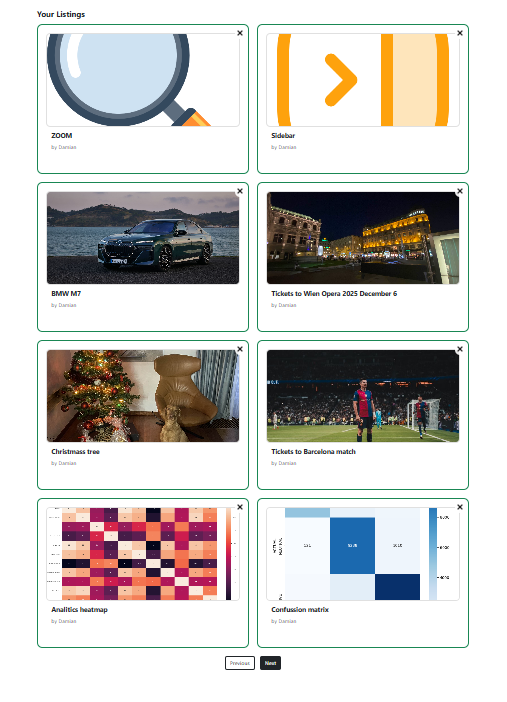 Your Listings
ZOOM
by Damian
Sidebar
by Damian
BMW M7
by Damian
Tickets to Wien Opera 2025 December 6
by Damian
Christmass tree
by Damian
Tickets to Barcelona match
by Damian
Analitics heatmap
by Damian
Confussion matrix
by Damian
Previous
Next